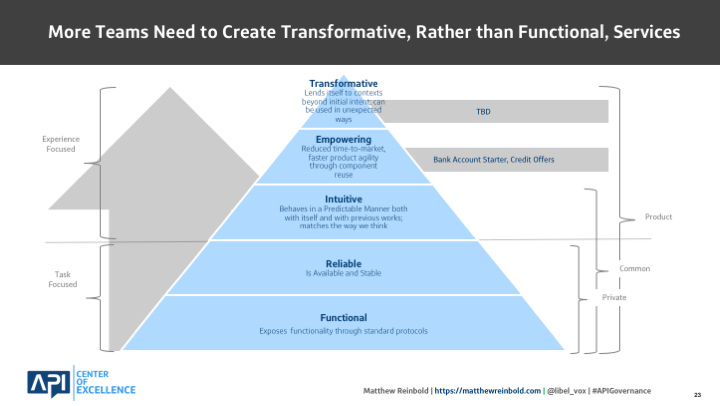 More Teams Need to Create Transformative, Rather than Functional, Services
Transformative
Lends itself to contexts
beyond initial intent; can
be used in unexpected
ways
TBD
Experience
Focused
Empowering
Reduced time-to-market,
faster product agility
through component
reuse
Bank Account Starter, Credit Offers
Intuitive
Behaves in a Predictable Manner both
with itself and with previous works;
matches the way we think
Product
Reliable
Is Available and Stable
Task
Focused
Common
Private
Functional
Exposes functionality through standard protocols
API
CENTER
OF
EXCELLENCE
Matthew Reinbold | https://matthewreinbold.com | @libel_vox | #APIGovernance
23